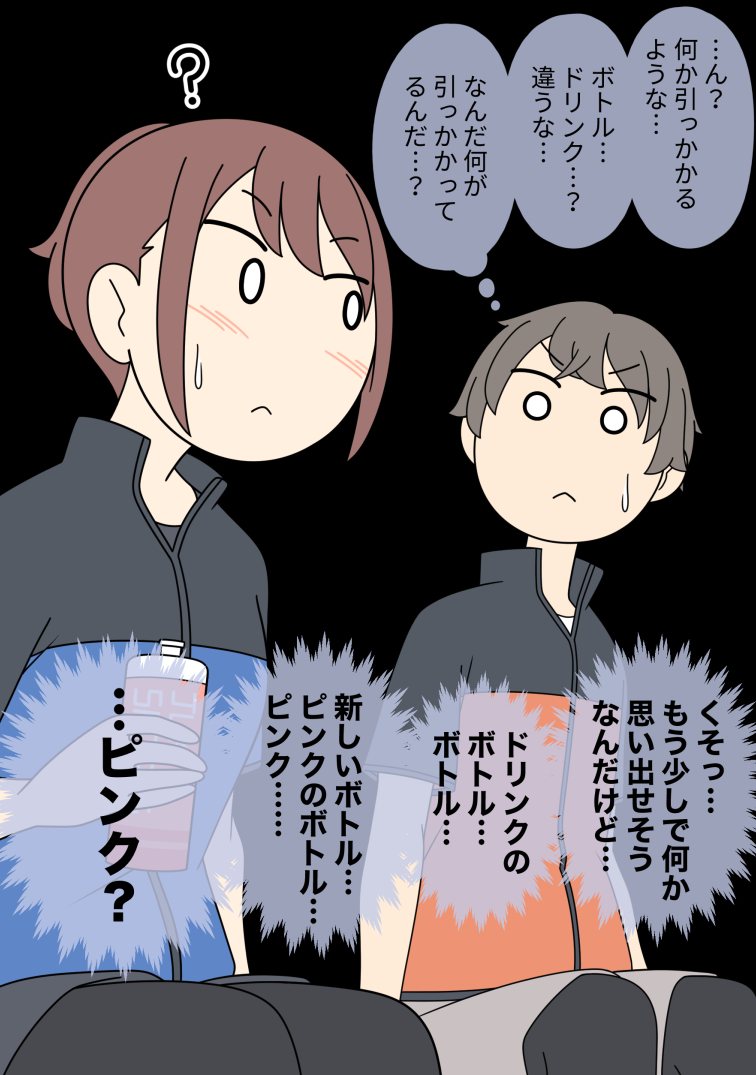 …ん？
何か引っかかる
ような…
ボトル…
ドリンク…？
違うな…
なんだ何が
引っかかって
るんだ…？
？
くそっ…
もう少しで何か
思い出せそう
なんだけど…
ドリンクの
ボトル…
ボトル…
新しいボトル…
ピンクのボトル…
ピンク……
…ピンク？